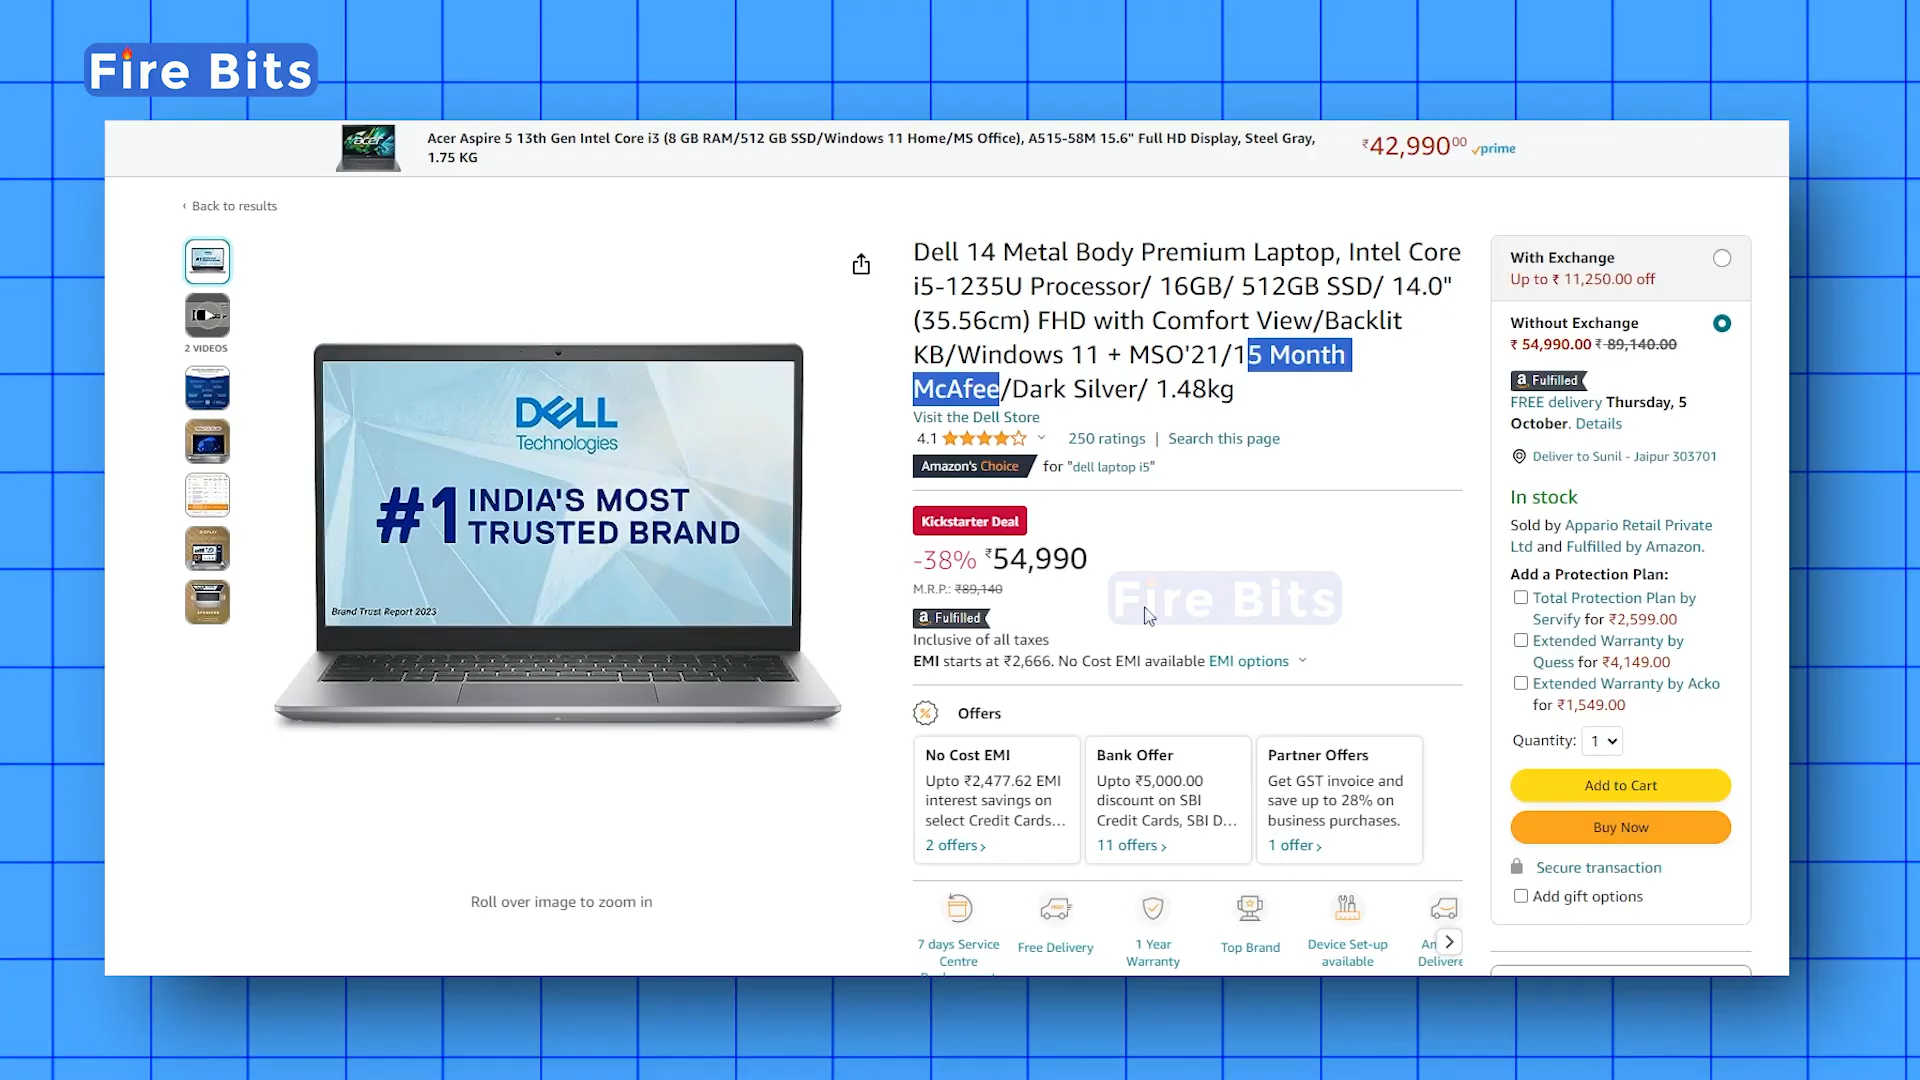 Fire Bits
acer
Acer Aspire 5 13th Gen Intel Core i3 (8 GB RAM/512 GB SSD/Windows 11 Home/MS Office), A515-58M 15.6" Full HD Display, Steel Gray,
1.75 KG
₹42,990⁰⁰ prime
‹ Back to results
2 VIDEOS
DELL
Technologies
#1 INDIA'S MOST
TRUSTED BRAND
Brand Trust Report 2023
Roll over image to zoom in
Dell 14 Metal Body Premium Laptop, Intel Core
i5-1235U Processor/ 16GB/ 512GB SSD/ 14.0"
(35.56cm) FHD with Comfort View/Backlit
KB/Windows 11 + MSO'21/15 Month
McAfee/Dark Silver/ 1.48kg
Visit the Dell Store
4.1 250 ratings | Search this page
Amazon's Choice for "dell laptop i5"
Kickstarter Deal
-38% ₹54,990
M.R.P.: ₹89,140
a Fulfilled
Fire Bits
Inclusive of all taxes
EMI starts at ₹2,666. No Cost EMI available EMI options
% Offers
No Cost EMI
Upto ₹2,477.62 EMI
interest savings on
select Credit Cards…
2 offers ›
Bank Offer
Upto ₹5,000.00
discount on SBI
Credit Cards, SBI D…
11 offers ›
Partner Offers
Get GST invoice and
save up to 28% on
business purchases.
1 offer ›
7 days Service
Centre
Free Delivery
1 Year
Warranty
Top Brand
Device Set-up
available
With Exchange
Up to ₹ 11,250.00 off
Without Exchange
₹ 54,990.00 ₹ 89,140.00
a Fulfilled
FREE delivery Thursday, 5
October. Details
Deliver to Sunil - Jaipur 303701
In stock
Sold by Appario Retail Private
Ltd and Fulfilled by Amazon.
Add a Protection Plan:
Total Protection Plan by
Servify for ₹2,599.00
Extended Warranty by
Quess for ₹4,149.00
Extended Warranty by Acko
for ₹1,549.00
Quantity: 1
Add to Cart
Buy Now
Secure transaction
Add gift options